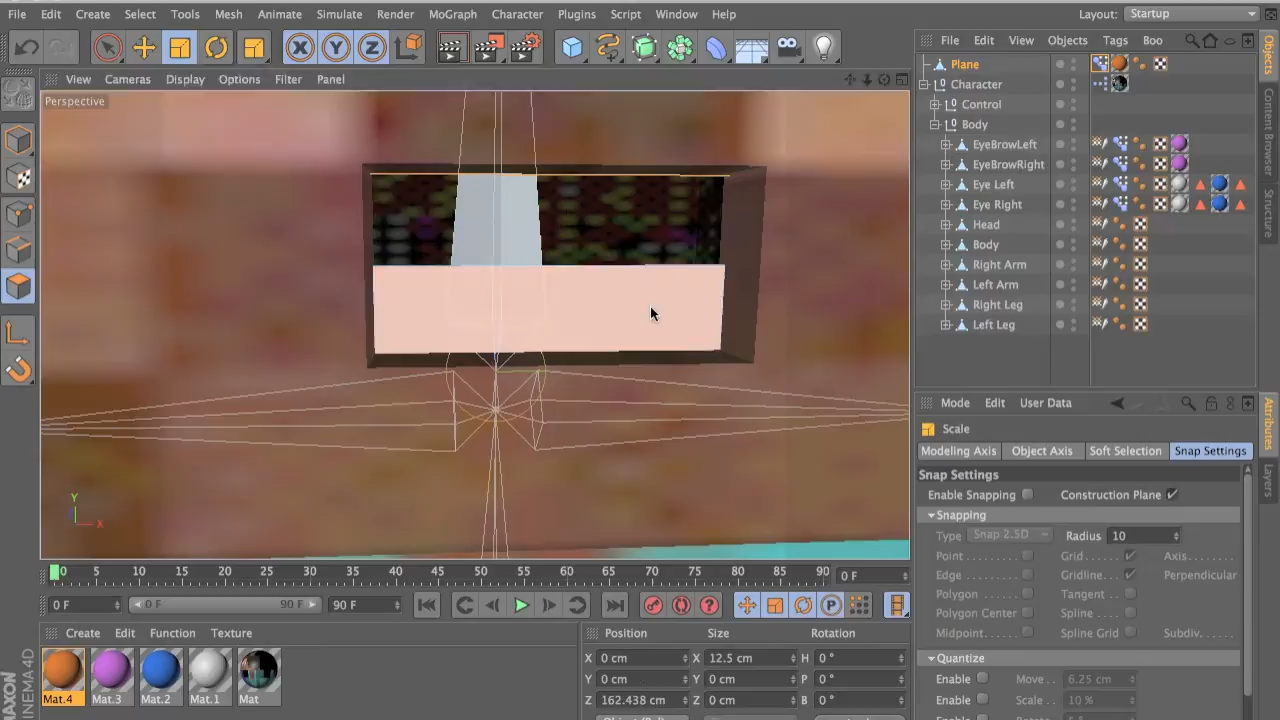 File Edit Create Select Tools Mesh Animate Simulate Render MoGraph Character Plugins Script Window Help Layout: Startup
View Cameras Display Options Filter Panel
File Edit View Objects Tags Boo
Perspective
Plane
Character
Control
Body
EyeBrowLeft
EyeBrowRight
Eye Left
Eye Right
Head
Body
Right Arm
Left Arm
Right Leg
Left Leg
Objects
Content Browser
Structure
Mode Edit User Data
Scale
Modeling Axis Object Axis Soft Selection Snap Settings
Snap Settings
Enable Snapping Construction Plane
Snapping
Type Snap 2.5D Radius 10
Point Grid Axis
Edge Gridline Perpendicular
Polygon Tangent
Polygon Center Spline
Midpoint Spline Grid Subdiv.
Quantize
Enable Move 6.25 cm
Enable Scale 10 %
Attributes
Layers
Y
X
0 5 10 15 20 25 30 35 40 45 50 55 60 65 70 75 80 85 90 0 F
0 F 0 F 90 F 90 F
Create Edit Function Texture
Mat.4 Mat.3 Mat.2 Mat.1 Mat
Position Size Rotation
X 0 cm X 12.5 cm H 0 °
Y 0 cm Y 0 cm P 0 °
Z 162.438 cm Z 0 cm B 0 °
MAXON
CINEMA 4D